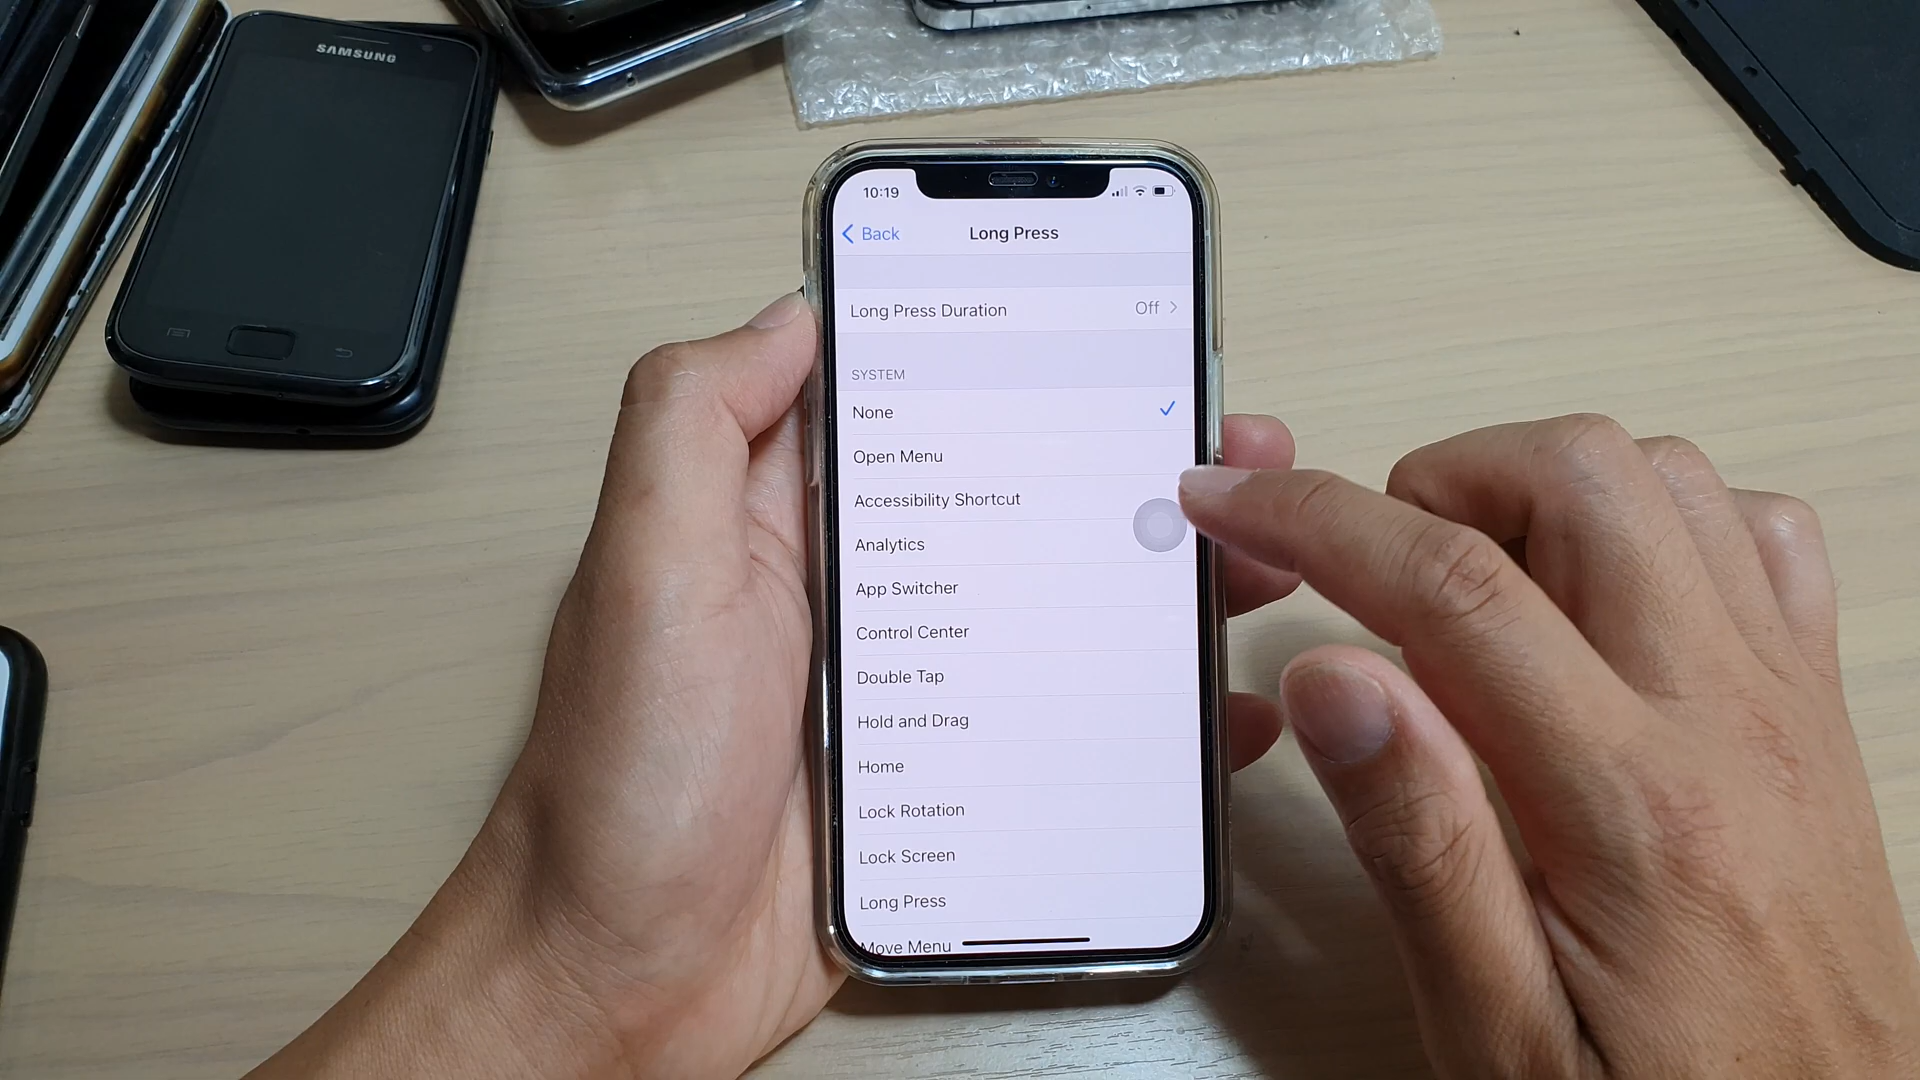 SAMSUNG
10:19
Back
Long Press
Long Press Duration
Off
SYSTEM
None
Open Menu
Accessibility Shortcut
Analytics
App Switcher
Control Center
Double Tap
Hold and Drag
Home
Lock Rotation
Lock Screen
Long Press
Move Menu